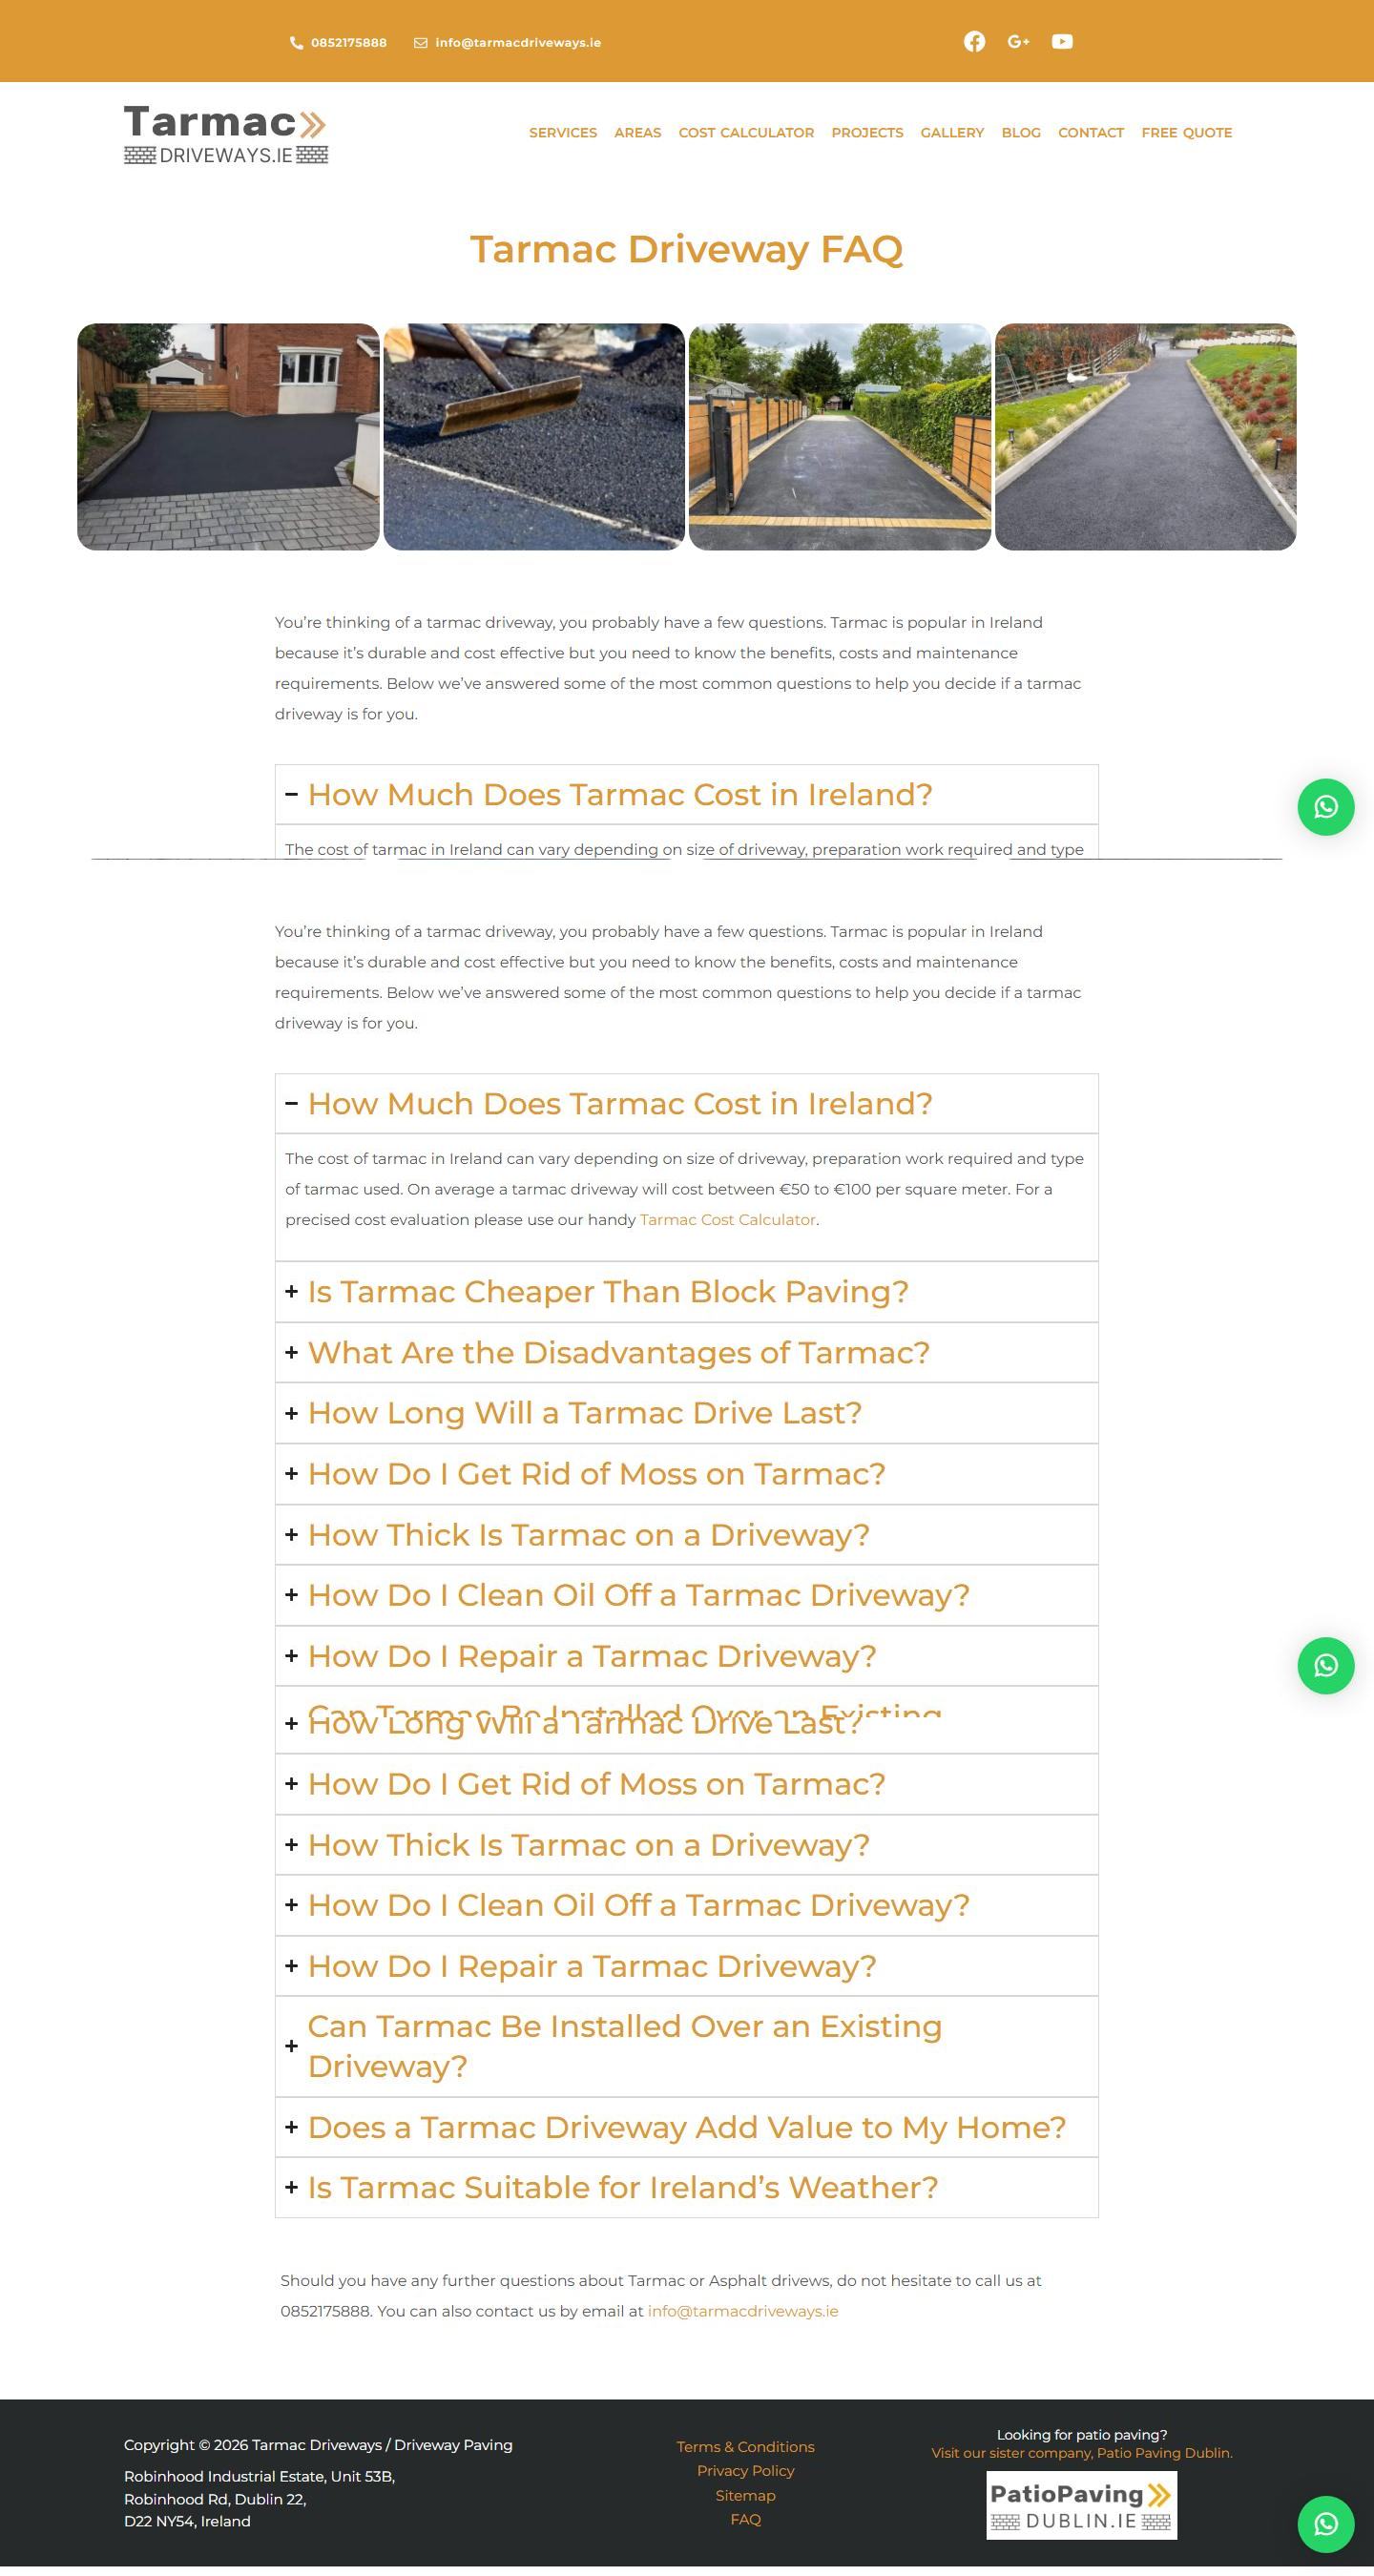 0852175888 info@tarmacdriveways.ie
Tarmac
DRIVEWAYS.IE
SERVICES AREAS COST CALCULATOR PROJECTS GALLERY BLOG CONTACT FREE QUOTE
Tarmac Driveway FAQ
You’re thinking of a tarmac driveway, you probably have a few questions. Tarmac is popular in Ireland
because it’s durable and cost effective but you need to know the benefits, costs and maintenance
requirements. Below we’ve answered some of the most common questions to help you decide if a tarmac
driveway is for you.
How Much Does Tarmac Cost in Ireland?
The cost of tarmac in Ireland can vary depending on size of driveway, preparation work required and type
You’re thinking of a tarmac driveway, you probably have a few questions. Tarmac is popular in Ireland
because it’s durable and cost effective but you need to know the benefits, costs and maintenance
requirements. Below we’ve answered some of the most common questions to help you decide if a tarmac
driveway is for you.
How Much Does Tarmac Cost in Ireland?
The cost of tarmac in Ireland can vary depending on size of driveway, preparation work required and type
of tarmac used. On average a tarmac driveway will cost between €50 to €100 per square meter. For a
precised cost evaluation please use our handy Tarmac Cost Calculator.
Is Tarmac Cheaper Than Block Paving?
What Are the Disadvantages of Tarmac?
How Long Will a Tarmac Drive Last?
How Do I Get Rid of Moss on Tarmac?
How Thick Is Tarmac on a Driveway?
How Do I Clean Oil Off a Tarmac Driveway?
How Do I Repair a Tarmac Driveway?
Can Tarmac Be Installed Over an Existing
How Long Will a Tarmac Drive Last?
How Do I Get Rid of Moss on Tarmac?
How Thick Is Tarmac on a Driveway?
How Do I Clean Oil Off a Tarmac Driveway?
How Do I Repair a Tarmac Driveway?
Can Tarmac Be Installed Over an Existing
Driveway?
Does a Tarmac Driveway Add Value to My Home?
Is Tarmac Suitable for Ireland’s Weather?
Should you have any further questions about Tarmac or Asphalt drivews, do not hesitate to call us at
0852175888. You can also contact us by email at info@tarmacdriveways.ie
Copyright © 2026 Tarmac Driveways / Driveway Paving
Robinhood Industrial Estate, Unit 53B,
Robinhood Rd, Dublin 22,
D22 NY54, Ireland
Terms & Conditions
Privacy Policy
Sitemap
FAQ
Looking for patio paving?
Visit our sister company, Patio Paving Dublin.
PatioPaving
DUBLIN.IE